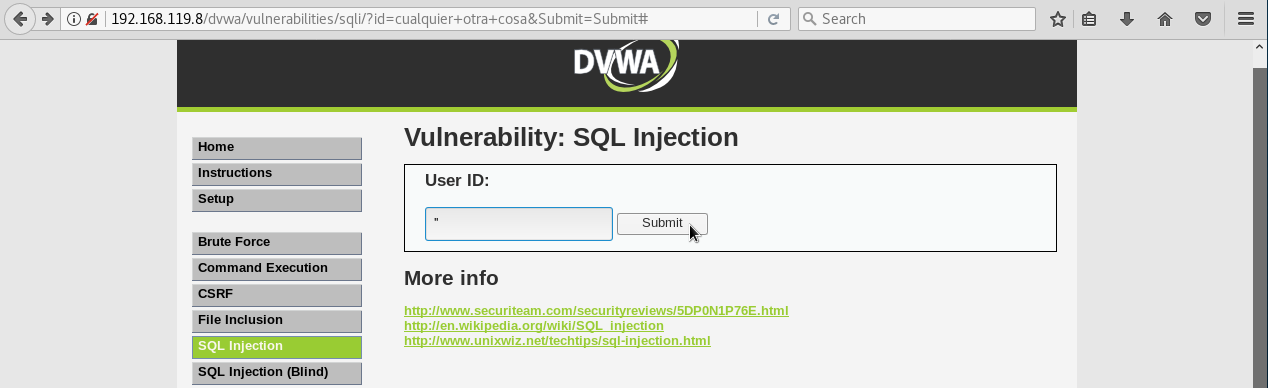 192.168.119.8/dvwa/vulnerabilities/sqli/?id=cualquier+otra+cosa&Submit=Submit#
Search
DVWA
Vulnerability: SQL Injection
Home
Instructions
Setup
Brute Force
Command Execution
CSRF
File Inclusion
SQL Injection
SQL Injection (Blind)
User ID:
"
Submit
More info
http://www.securiteam.com/securityreviews/5DP0N1P76E.html
http://en.wikipedia.org/wiki/SQL_injection
http://www.unixwiz.net/techtips/sql-injection.html